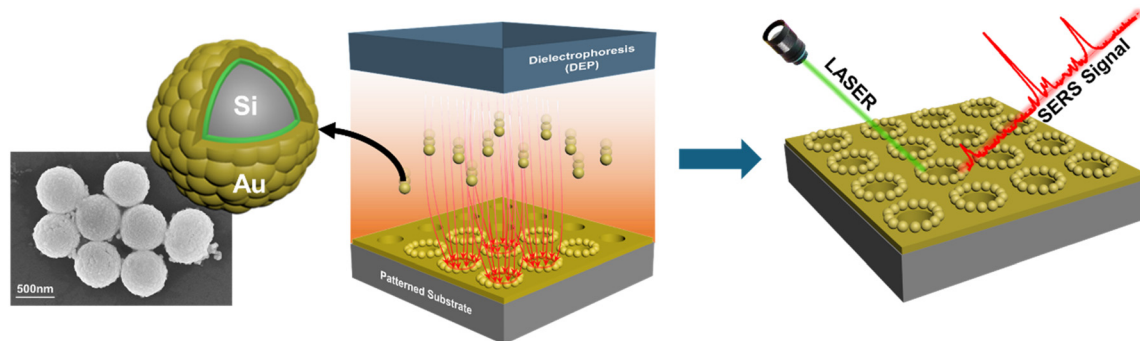 Si
Au
500nm
Dielectrophoresis
(DEP)
Patterned Substrate
LASER
SERS Signal